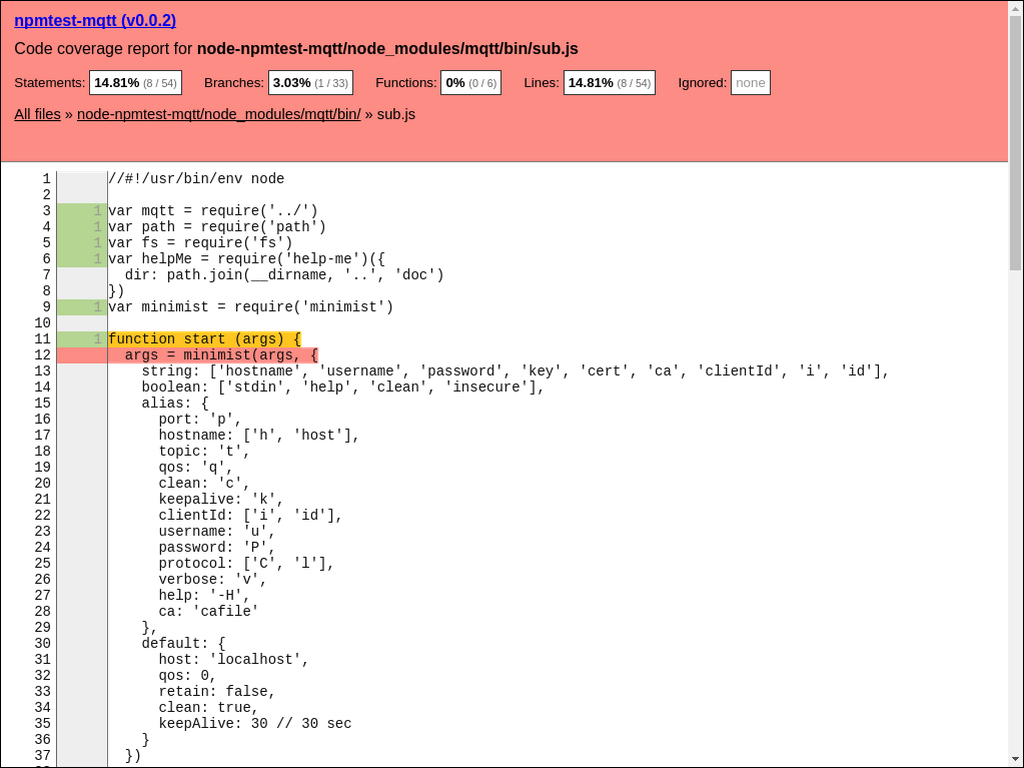 npmtest-mqtt (v0.0.2)
Code coverage report for node-npmtest-mqtt/node_modules/mqtt/bin/sub.js
Statements: 14.81% (8 / 54) Branches: 3.03% (1 / 33) Functions: 0% (0 / 6) Lines: 14.81% (8 / 54) Ignored: none
All files » node-npmtest-mqtt/node_modules/mqtt/bin/ » sub.js
1 //#!/usr/bin/env node
2
3 1 var mqtt = require('../')
4 1 var path = require('path')
5 1 var fs = require('fs')
6 1 var helpMe = require('help-me')({
7   dir: path.join(__dirname, '..', 'doc')
8 })
9 1 var minimist = require('minimist')
10
11 1 function start (args) {
12   args = minimist(args, {
13     string: ['hostname', 'username', 'password', 'key', 'cert', 'ca', 'clientId', 'i', 'id'],
14     boolean: ['stdin', 'help', 'clean', 'insecure'],
15     alias: {
16       port: 'p',
17       hostname: ['h', 'host'],
18       topic: 't',
19       qos: 'q',
20       clean: 'c',
21       keepalive: 'k',
22       clientId: ['i', 'id'],
23       username: 'u',
24       password: 'P',
25       protocol: ['C', 'l'],
26       verbose: 'v',
27       help: '-H',
28       ca: 'cafile'
29     },
30     default: {
31       host: 'localhost',
32       qos: 0,
33       retain: false,
34       clean: true,
35       keepAlive: 30 // 30 sec
36     }
37   })